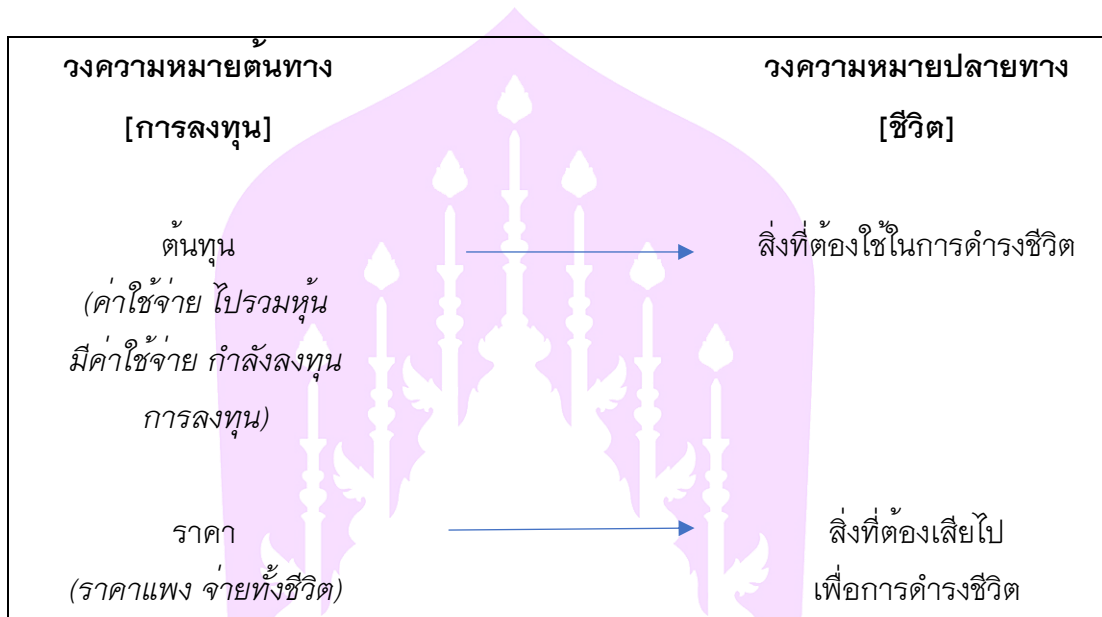 วงความหมายต้นทาง
[การลงทุน]
วงความหมายปลายทาง
[ชีวิต]
ต้นทุน
(ค่าใช้จ่าย ไปรวมหุ้น
มีค่าใช้จ่าย กำลังลงทุน
การลงทุน)
สิ่งที่ต้องใช้ในการดำรงชีวิต
ราคา
(ราคาแพง จ่ายทั้งชีวิต)
สิ่งที่ต้องเสียไป
เพื่อการดำรงชีวิต